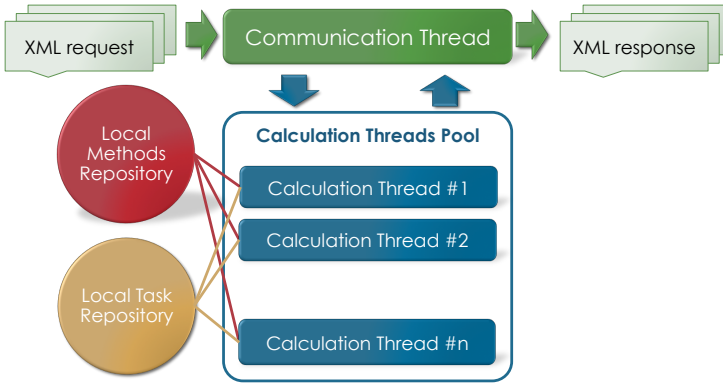 XML request
Communication Thread
XML response
Local
Methods
Repository
Calculation Threads Pool
Calculation Thread #1
Calculation Thread #2
Local Task
Repository
Calculation Thread #n